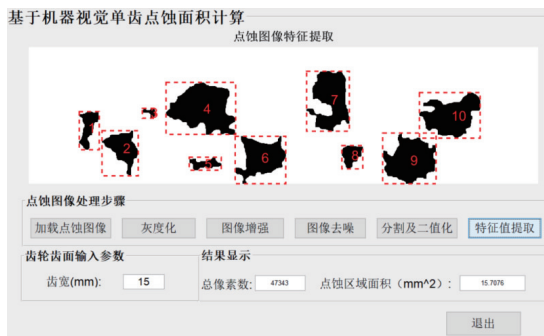 基于机器视觉单齿点蚀面积计算
点蚀图像特征提取
1
2
3
4
5
6
7
8
9
10
点蚀图像处理步骤
加载点蚀图像 灰度化 图像增强 图像去噪 分割及二值化 特征值提取
齿轮齿面输入参数 结果显示
齿宽(mm): 15 总像素数: 47343 点蚀区域面积（mm^2）: 15.7076
退出